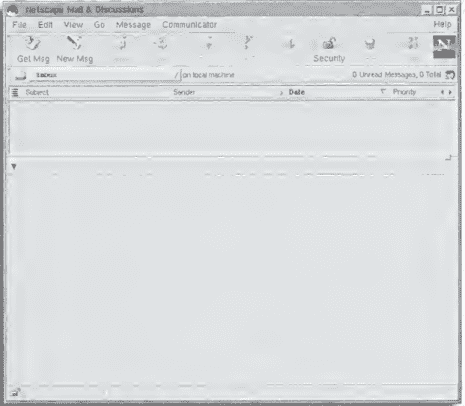 Netscape Mail & Discussions
File Edit View Go Message Communicator Help
N
Get Msg New Msg Security
Inbox on local machine 0 Unread Messages, 0 Total
Subject Sender Date Priority